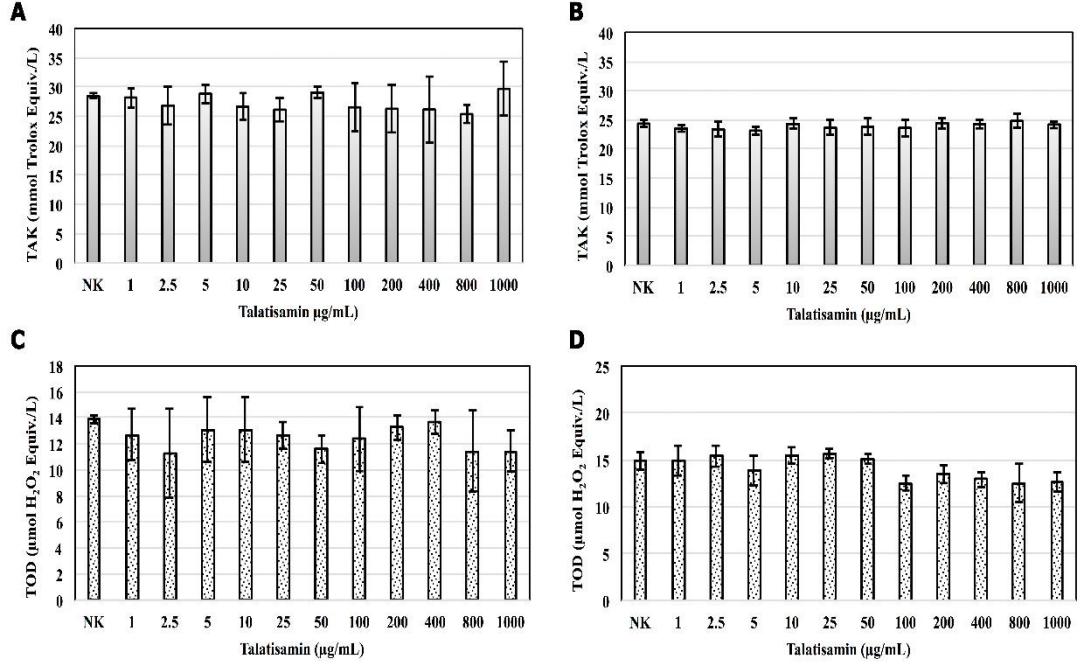 A
TAK (mmol Trolox Equiv./L)
40
35
30
25
20
15
10
5
0
NK 1 2.5 5 10 25 50 100 200 400 800 1000
Talatisamin µg/mL)
B
TAK (mmol Trolox Equiv./L
40
35
30
25
20
15
10
5
0
NK 1 2.5 5 10 25 50 100 200 400 800 1000
Talatisamin (µg/mL)
C
TOD (µmol H₂O₂ Equiv./L)
18
16
14
12
10
8
6
4
2
0
NK 1 2.5 5 10 25 50 100 200 400 800 1000
Talatisamin (µg/mL)
D
TOD (µmol H₂O₂ Equiv./L)
25
20
15
10
5
0
NK 1 2.5 5 10 25 50 100 200 400 800 1000
Talatisamin (µg/mL)